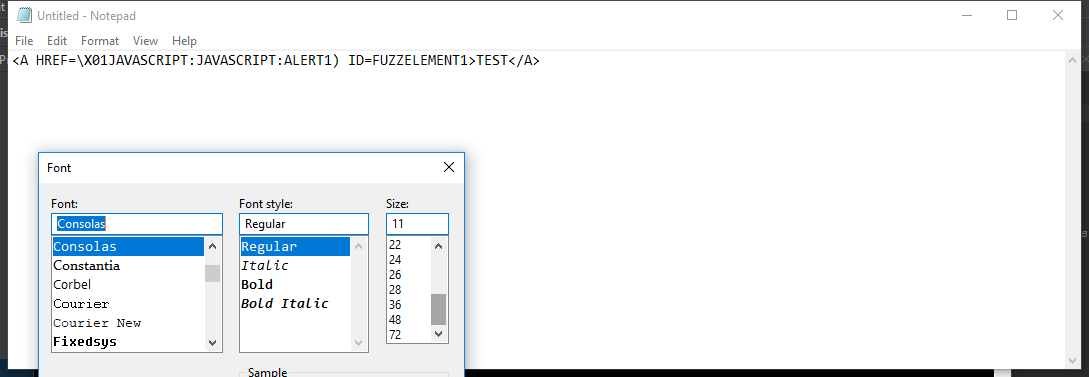 Untitled - Notepad
File Edit Format View Help
<A HREF=\X01JAVASCRIPT:JAVASCRIPT:ALERT1) ID=FUZZELEMENT1>TEST</A>
Font
Font: Font style: Size:
Consolas Regular 11
Consolas Regular 22
Constantia Italic 24
Corbel Bold 26
Courier Bold Italic 28
Courier New 36
Fixedsys 48
72
Sample